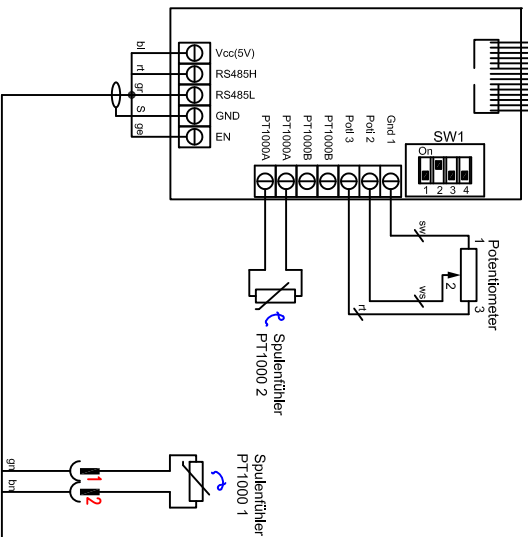 bl
rt
gr
S
ge
Vcc(5V)
RS485H
RS485L
GND
EN
PT1000A
PT1000A
PT1000B
PT1000B
Poti 3
Poti 2
Gnd 1
SW1
On
1 2 3 4
sw
ws
rt
1
2
3
Potentiometer
Spulenfühler
PT1000 2
Spulenfühler
PT1000 1
gn
bn
1
2